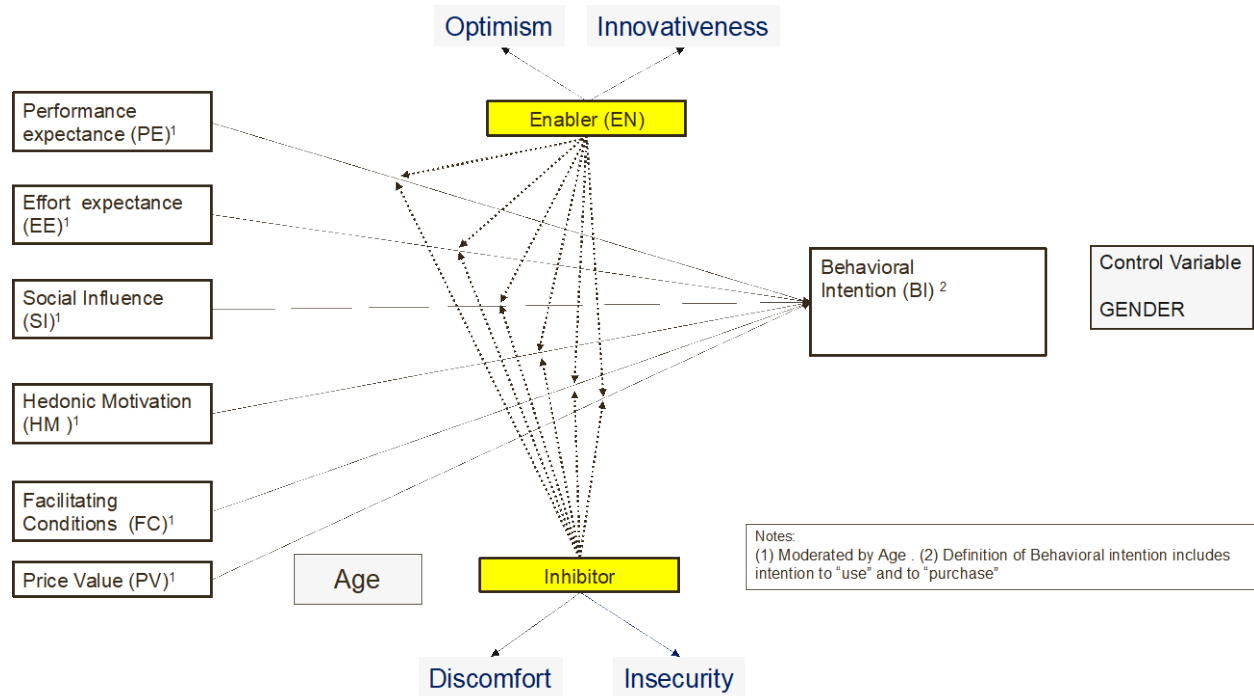 Optimism
Innovativeness
Performance
expectance (PE)¹
Enabler (EN)
Effort expectance
(EE)¹
Social Influence
(SI)¹
Behavioral
Intention (BI) ²
Control Variable
GENDER
Hedonic Motivation
(HM )¹
Facilitating
Conditions (FC)¹
Price Value (PV)¹
Age
Inhibitor
Notes:
(1) Moderated by Age . (2) Definition of Behavioral intention includes
intention to “use” and to “purchase”
Discomfort
Insecurity